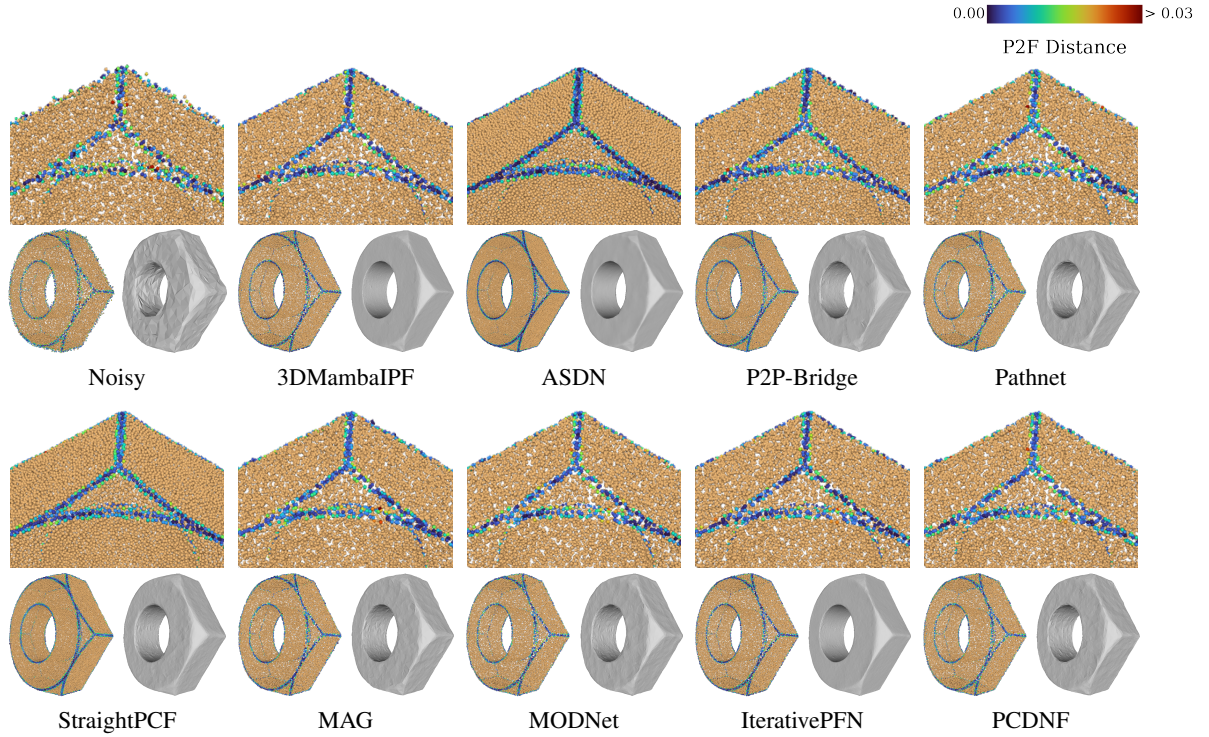 0.00 > 0.03
P2F Distance
Noisy 3DMambaIPF ASDN P2P-Bridge Pathnet
StraightPCF MAG MODNet IterativePFN PCDNF